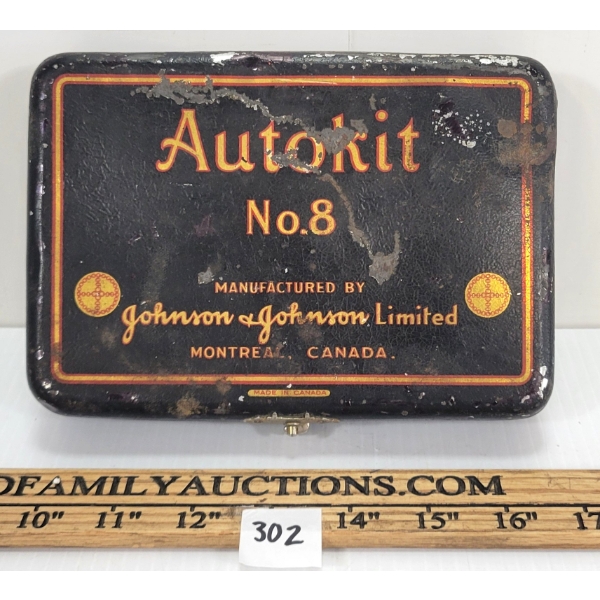 Autokit
No.8
MANUFACTURED BY
Johnson & Johnson Limited
MONTREAL, CANADA.
MADE IN CANADA
OFAMILYAUCTIONS.COM
10" 11" 12" 14" 15" 16" 17
302